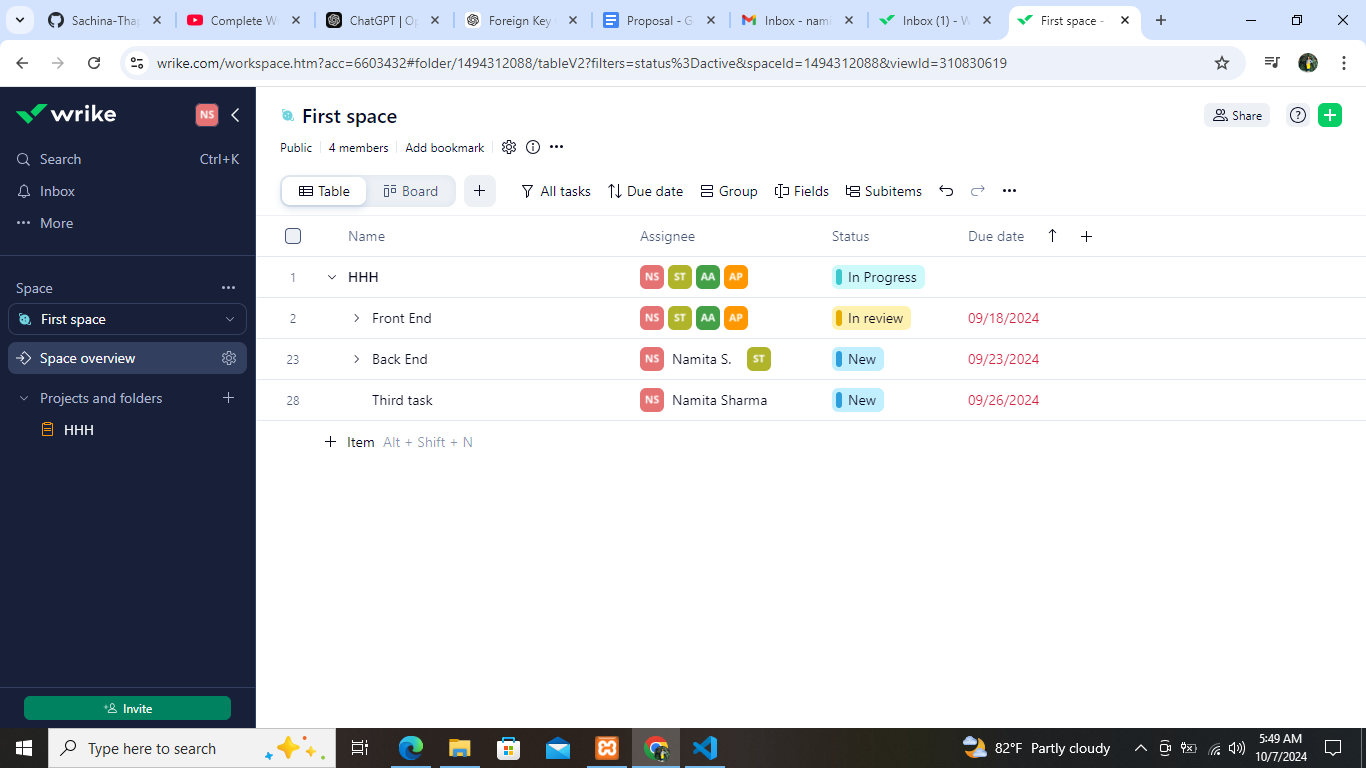 Sachina-Thap
Complete W
ChatGPT | Op
Foreign Key
Proposal - G
Inbox - nam
Inbox (1) - W
First space -
wrike.com/workspace.htm?acc=6603432#folder/1494312088/tableV2?filters=status%3Dactive&spaceId=1494312088&viewId=310830619
wrike NS
Search Ctrl+K
Inbox
More
Space
First space
Space overview
Projects and folders
HHH
Invite
First space
Share
Public 4 members Add bookmark
Table Board All tasks Due date Group Fields Subitems
Name Assignee Status Due date
1 HHH NS ST AA AP In Progress
2 Front End NS ST AA AP In review 09/18/2024
23 Back End NS Namita S. ST New 09/23/2024
28 Third task NS Namita Sharma New 09/26/2024
+ Item Alt + Shift + N
Type here to search
82°F Partly cloudy
5:49 AM
10/7/2024